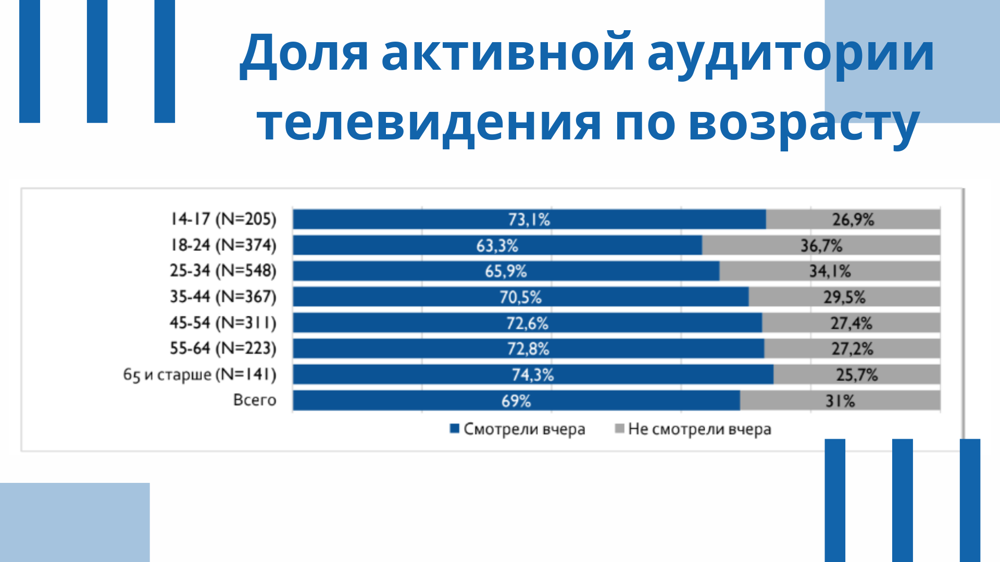 Доля активной аудитории
телевидения по возрасту
14-17 (N=205) 73,1% 26,9%
18-24 (N=374) 63,3% 36,7%
25-34 (N=548) 65,9% 34,1%
35-44 (N=367) 70,5% 29,5%
45-54 (N=311) 72,6% 27,4%
55-64 (N=223) 72,8% 27,2%
65 и старше (N=141) 74,3% 25,7%
Всего 69% 31%
Смотрели вчера Не смотрели вчера